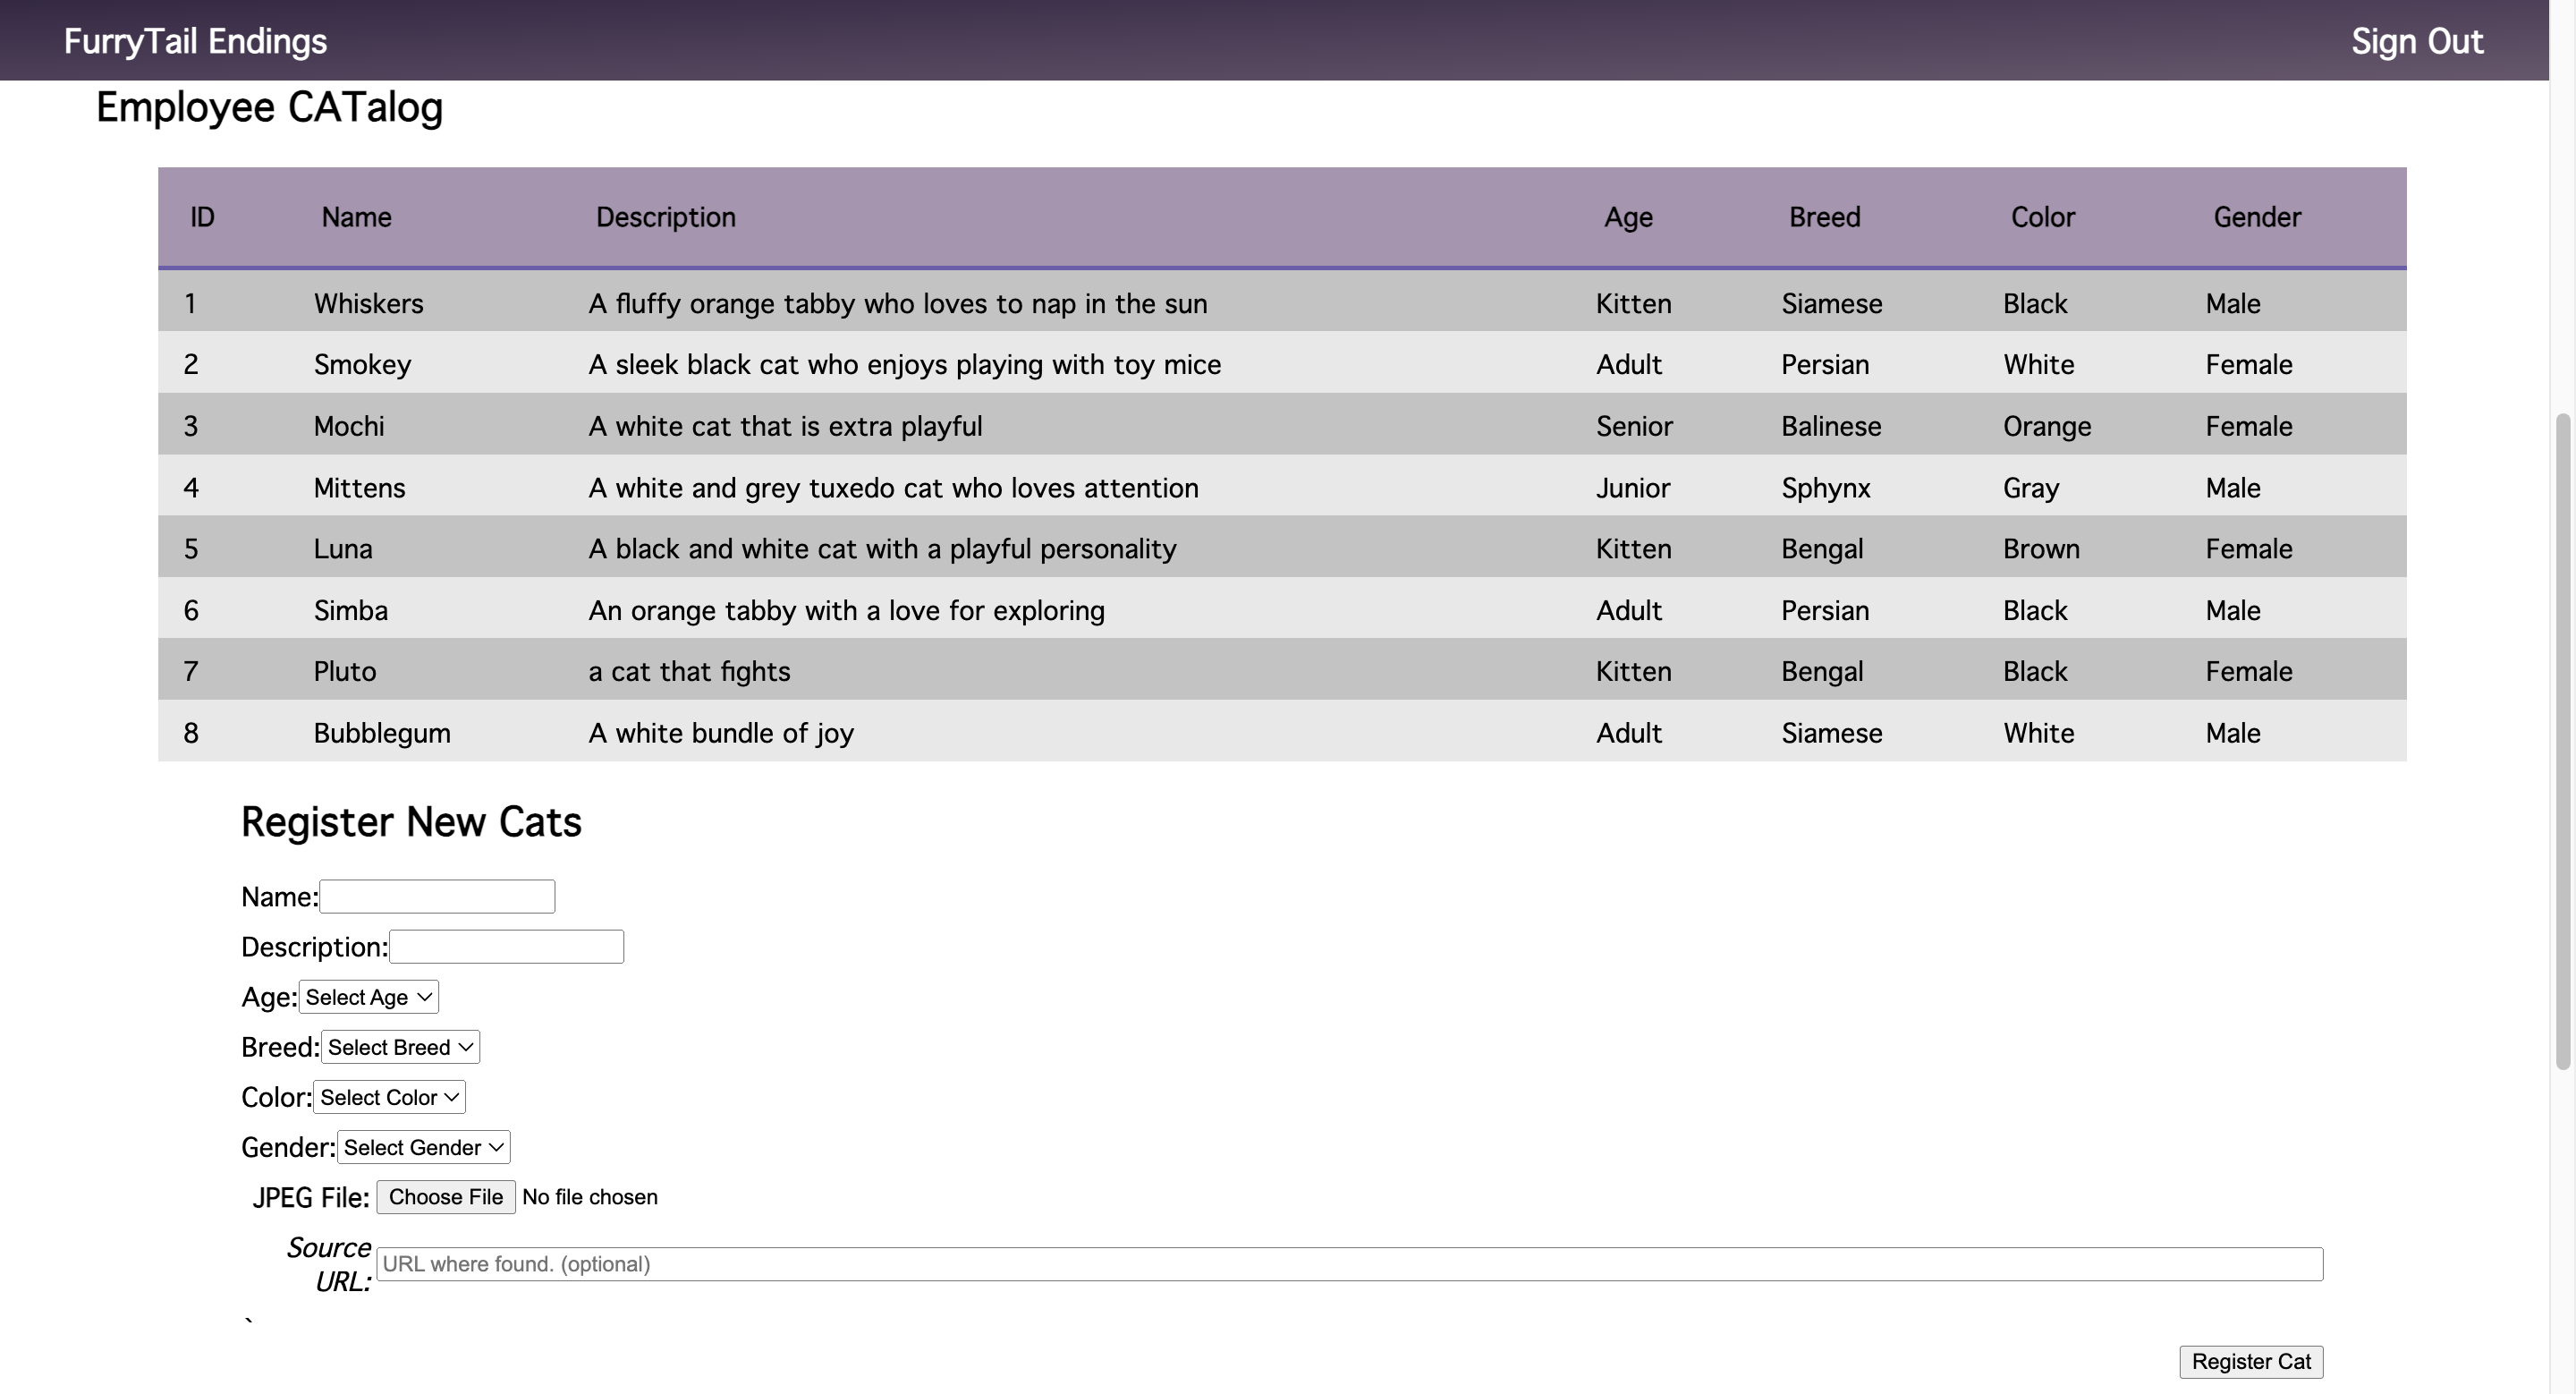 FurryTail Endings Sign Out
Employee CATalog
ID Name Description Age Breed Color Gender
1 Whiskers A fluffy orange tabby who loves to nap in the sun Kitten Siamese Black Male
2 Smokey A sleek black cat who enjoys playing with toy mice Adult Persian White Female
3 Mochi A white cat that is extra playful Senior Balinese Orange Female
4 Mittens A white and grey tuxedo cat who loves attention Junior Sphynx Gray Male
5 Luna A black and white cat with a playful personality Kitten Bengal Brown Female
6 Simba An orange tabby with a love for exploring Adult Persian Black Male
7 Pluto a cat that fights Kitten Bengal Black Female
8 Bubblegum A white bundle of joy Adult Siamese White Male
Register New Cats
Name:
Description:
Age: Select Age
Breed: Select Breed
Color: Select Color
Gender: Select Gender
JPEG File: Choose File No file chosen
Source
URL: URL where found. (optional)
`
Register Cat